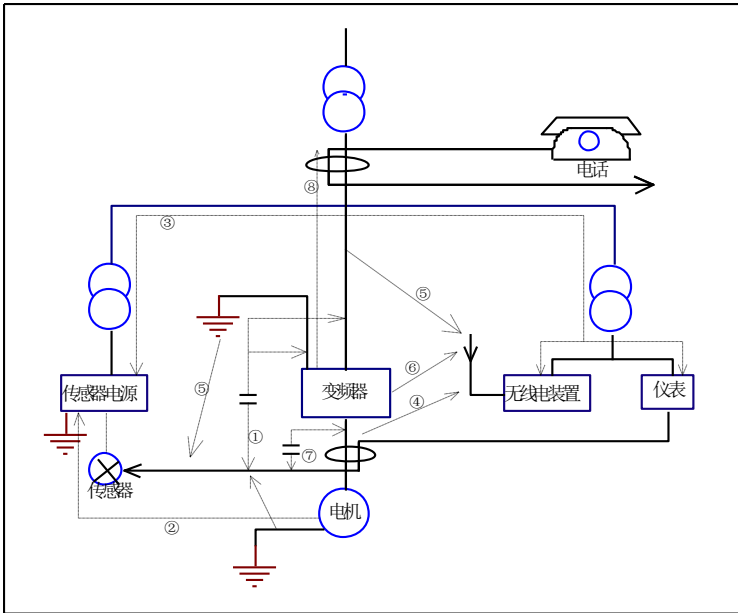 电话
⑧
③
⑤
⑥
传感器电源
⑤
变频器
④
无线电装置
仪表
①
⑦
传感器
电机
②